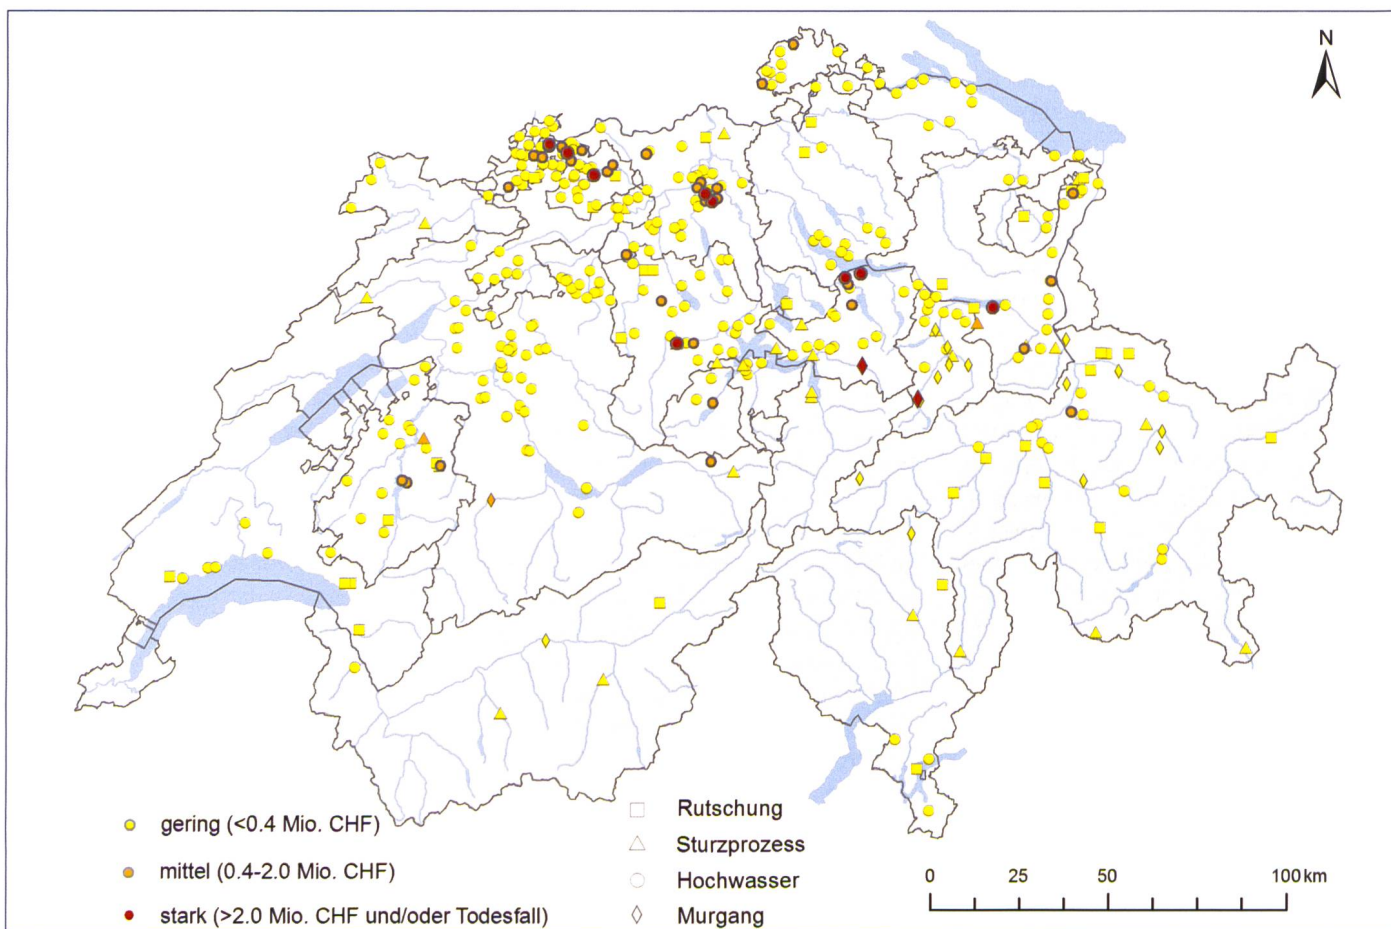 N
gering (<0.4 Mio. CHF)
mittel (0.4-2.0 Mio. CHF)
stark (>2.0 Mio. CHF und/oder Todesfall)
Rutschung
Sturzprozess
Hochwasser
Murgang
0 25 50 100 km